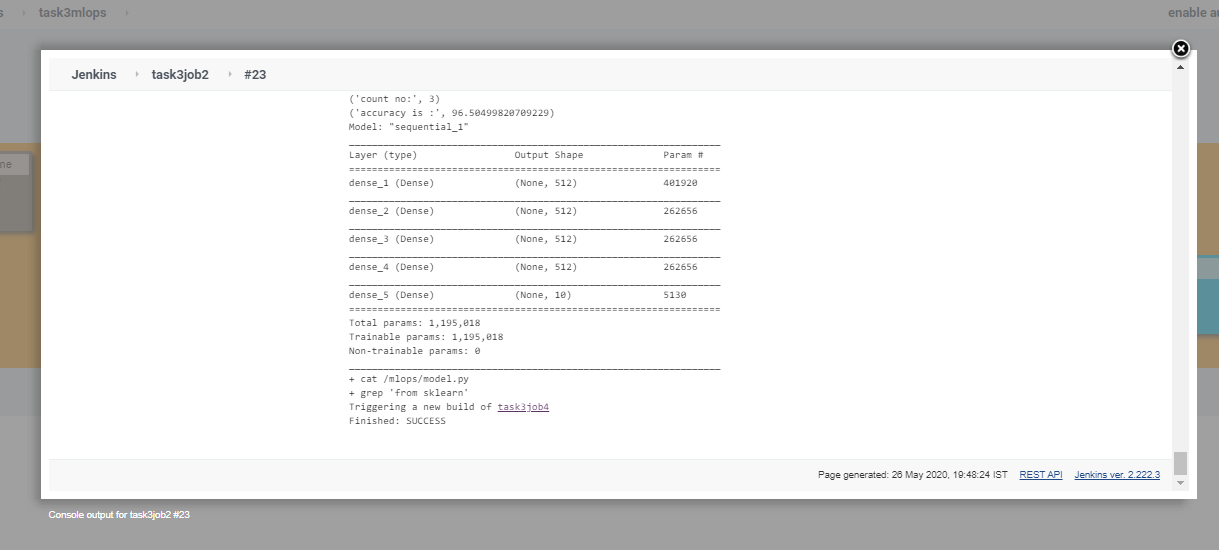 s › task3mlops ›
enable au
ne
Jenkins › task3job2 › #23
('count no:', 3)
('accuracy is :', 96.50499820709229)
Model: "sequential_1"
_________________________________________________________________
Layer (type) Output Shape Param #
=================================================================
dense_1 (Dense) (None, 512) 401920
_________________________________________________________________
dense_2 (Dense) (None, 512) 262656
_________________________________________________________________
dense_3 (Dense) (None, 512) 262656
_________________________________________________________________
dense_4 (Dense) (None, 512) 262656
_________________________________________________________________
dense_5 (Dense) (None, 10) 5130
=================================================================
Total params: 1,195,018
Trainable params: 1,195,018
Non-trainable params: 0
_________________________________________________________________
+ cat /mlops/model.py
+ grep 'from sklearn'
Triggering a new build of task3job4
Finished: SUCCESS
Page generated: 26 May 2020, 19:48:24 IST REST API Jenkins ver. 2.222.3
Console output for task3job2 #23